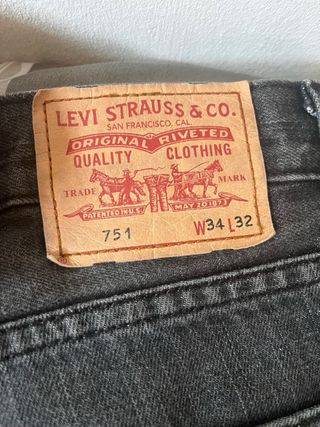 LEVI STRAUSS & CO.
SAN FRANCISCO, CAL.
ORIGINAL RIVETED
QUALITY CLOTHING
TRADE MARK
PATENTED IN U.S. MAY 20 1873
751 W34 L32